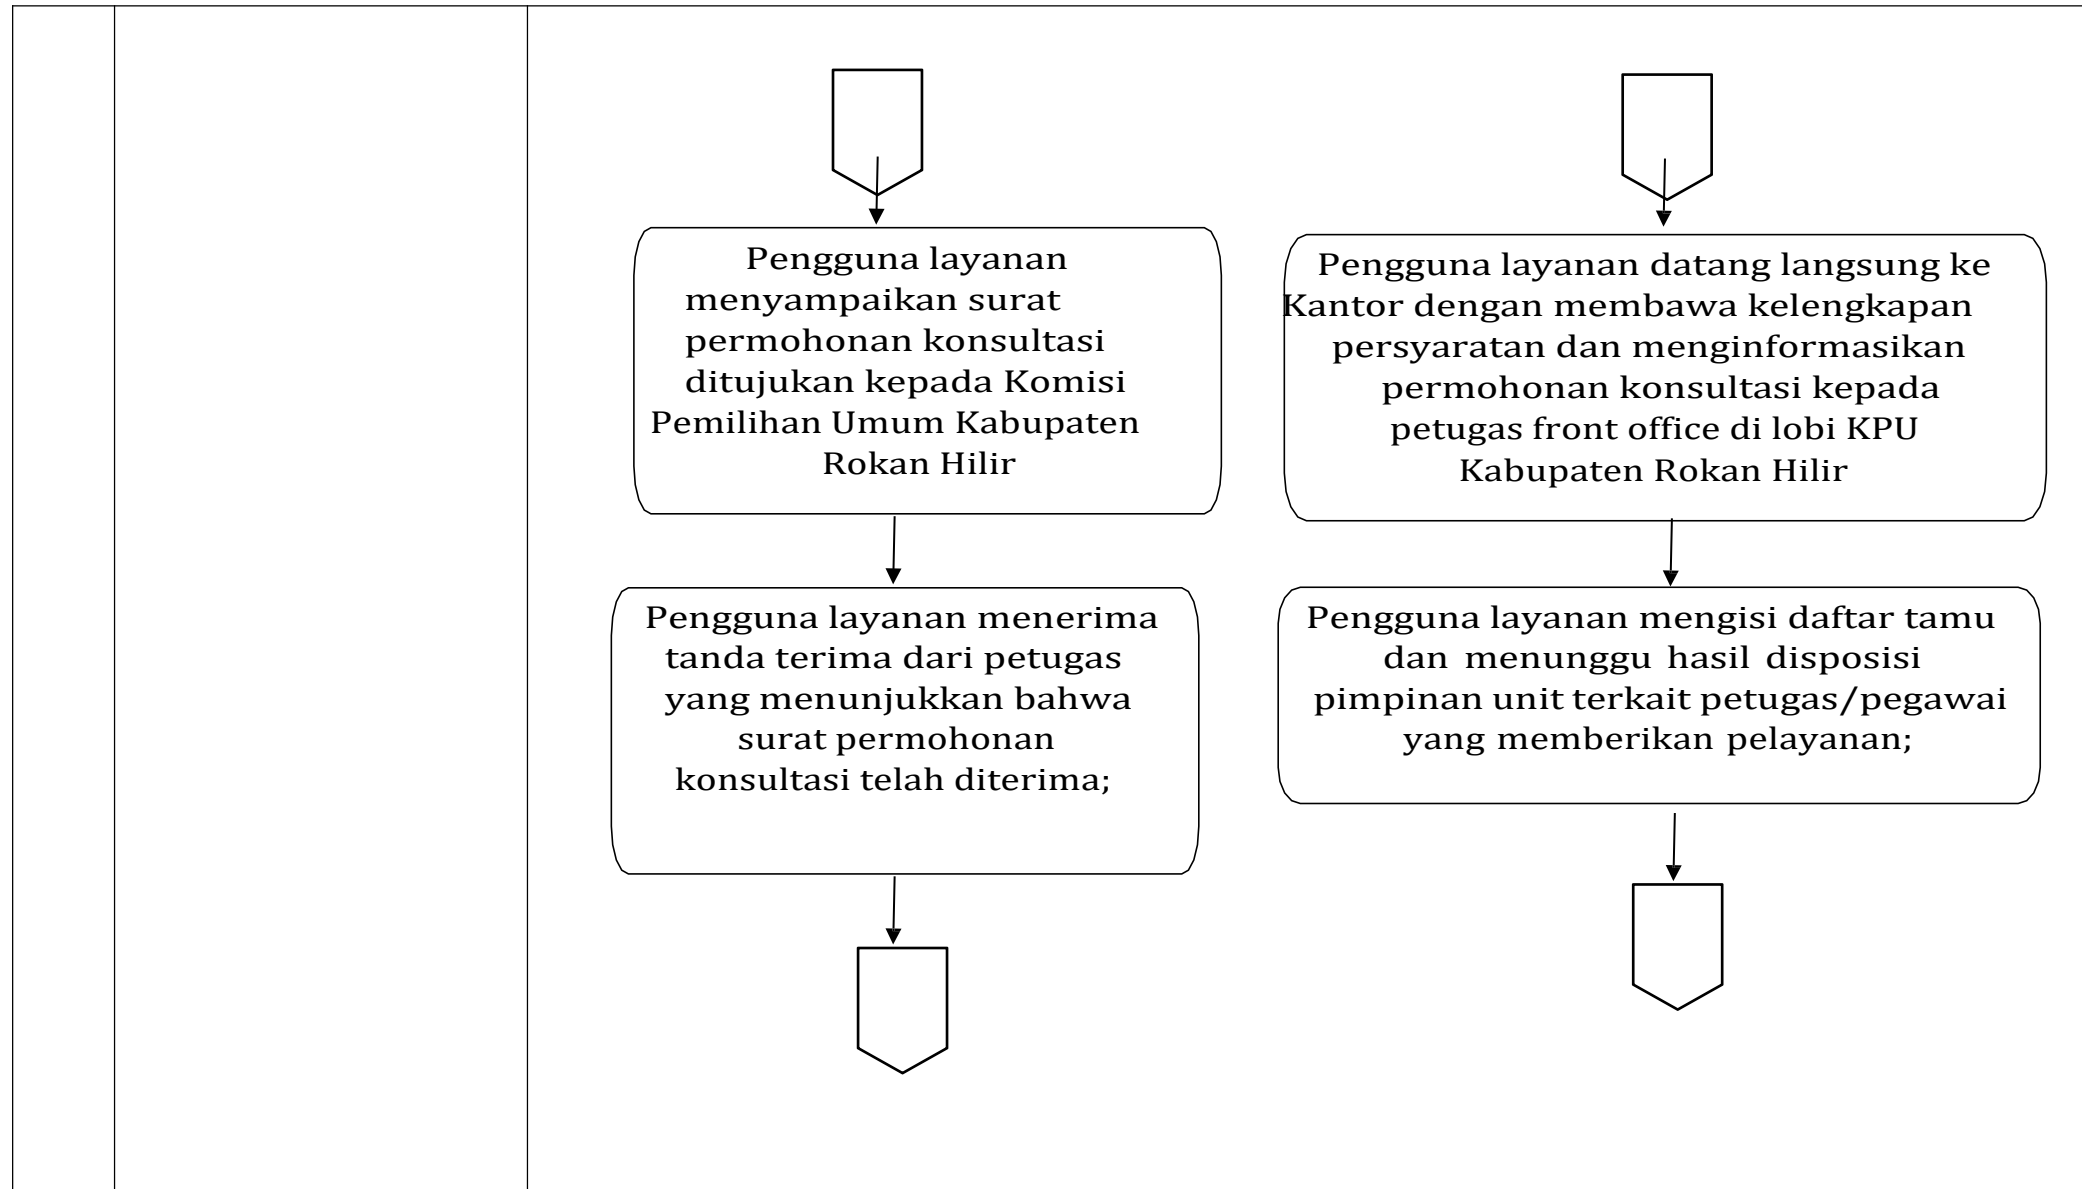 Pengguna layanan
menyampaikan surat
permohonan konsultasi
ditujukan kepada Komisi
Pemilihan Umum Kabupaten
Rokan Hilir
Pengguna layanan menerima
tanda terima dari petugas
yang menunjukkan bahwa
surat permohonan
konsultasi telah diterima;
Pengguna layanan datang langsung ke
Kantor dengan membawa kelengkapan
persyaratan dan menginformasikan
permohonan konsultasi kepada
petugas front office di lobi KPU
Kabupaten Rokan Hilir
Pengguna layanan mengisi daftar tamu
dan menunggu hasil disposisi
pimpinan unit terkait petugas/pegawai
yang memberikan pelayanan;